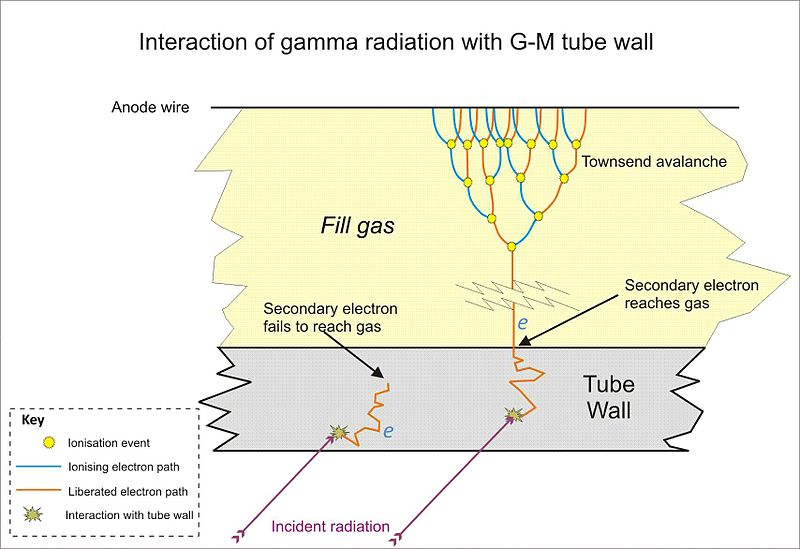 Interaction of gamma radiation with G-M tube wall
Anode wire
Townsend avalanche
Fill gas
Secondary electron
reaches gas
Secondary electron
fails to reach gas
e
Tube
Wall
e
Key
Ionisation event
Ionising electron path
Liberated electron path
Interaction with tube wall
Incident radiation